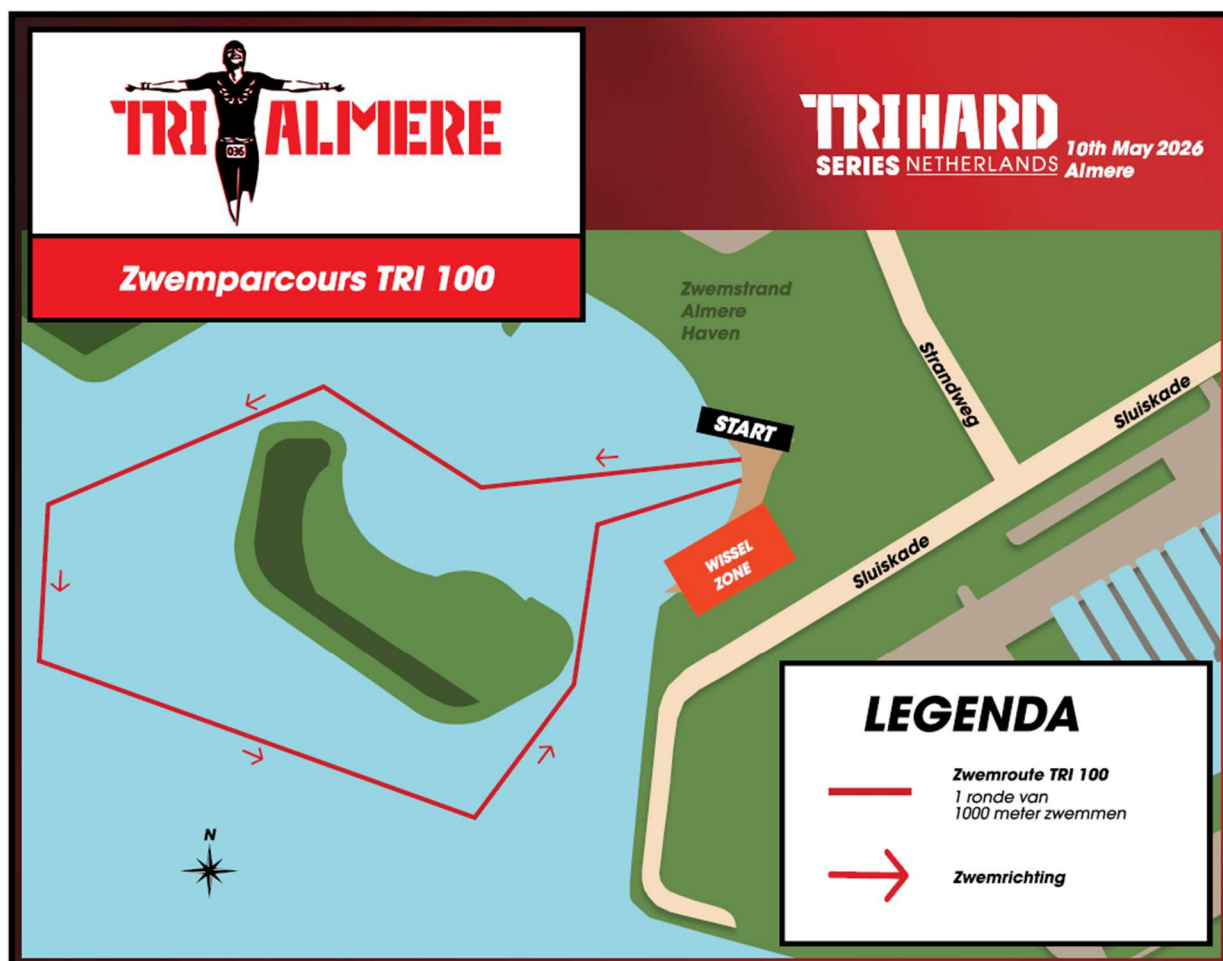 TRI ALMERE
036
TRIHARD
SERIES NETHERLANDS
10th May 2026
Almere
Zwemparcours TRI 100
Zwemstrand
Almere
Haven
Strandweg
Sluiskade
START
WISSEL
ZONE
Sluiskade
LEGENDA
Zwemroute TRI 100
1 ronde van
1000 meter zwemmen
Zwemrichting
N